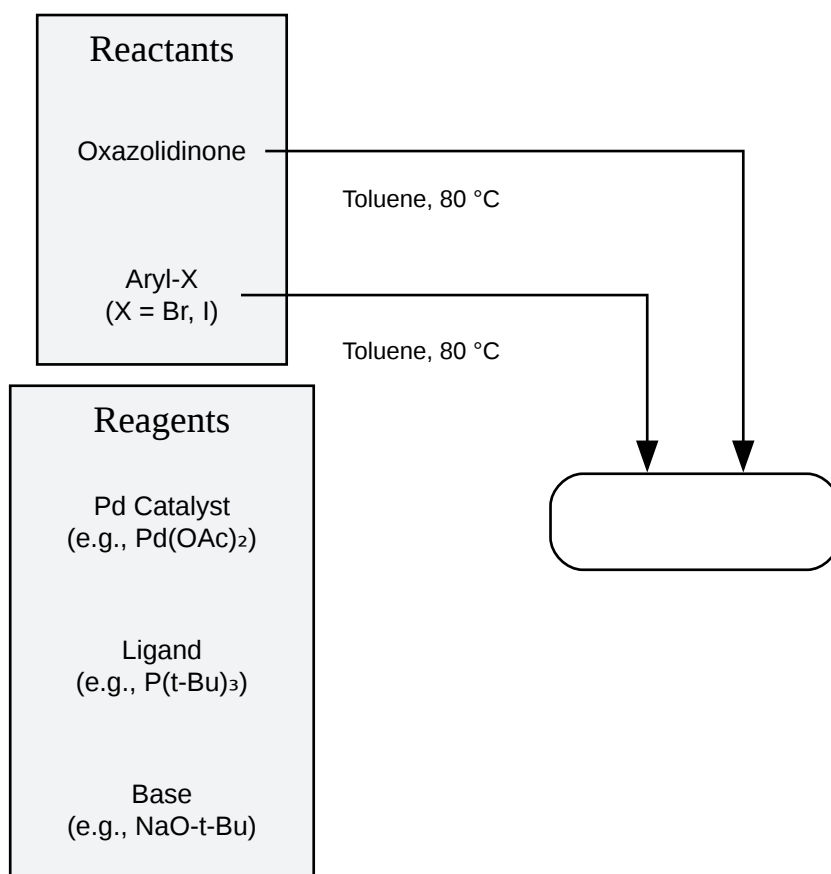 Reactants
Oxazolidinone
Toluene, 80 °C
Aryl-X
(X = Br, I)
Toluene, 80 °C
Reagents
Pd Catalyst
(e.g., Pd(OAc)₂)
Ligand
(e.g., P(t-Bu)₃)
Base
(e.g., NaO-t-Bu)